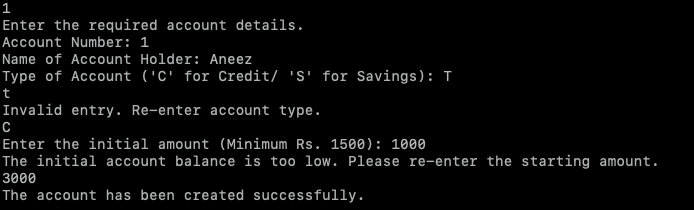 1
Enter the required account details.
Account Number: 1
Name of Account Holder: Aneez
Type of Account ('C' for Credit/ 'S' for Savings): T
t
Invalid entry. Re-enter account type.
C
Enter the initial amount (Minimum Rs. 1500): 1000
The initial account balance is too low. Please re-enter the starting amount.
3000
The account has been created successfully.